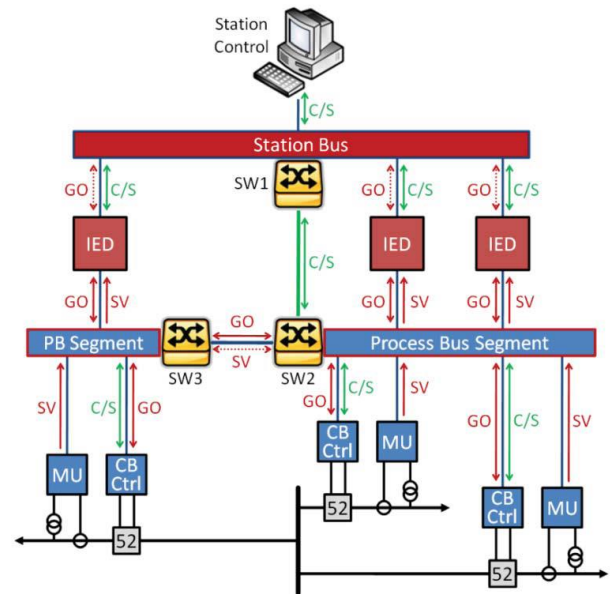 Station
Control
C/S
Station Bus
SW1
GO C/S
GO C/S
GO C/S
IED
IED
IED
C/S
GO SV
GO SV
GO SV
PB Segment
GO
SV
Process Bus Segment
SW3
SW2
SV
C/S GO
GO C/S
SV
GO C/S
SV
MU
CB
Ctrl
CB
Ctrl
MU
CB
Ctrl
MU
52
52
52